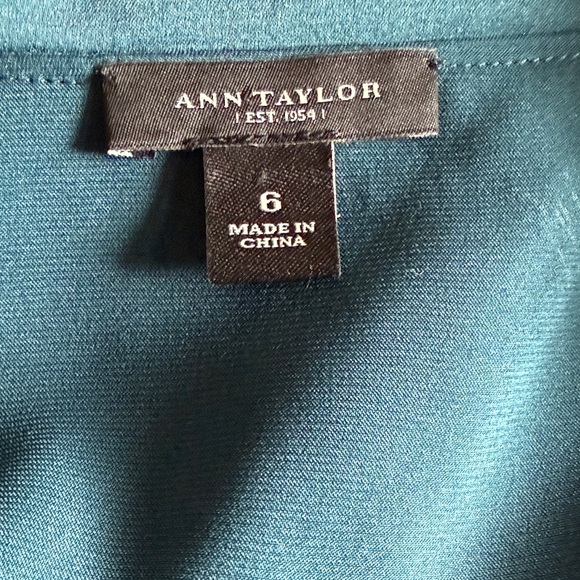 ANN TAYLOR
| EST. 1954 |
6
MADE IN
CHINA